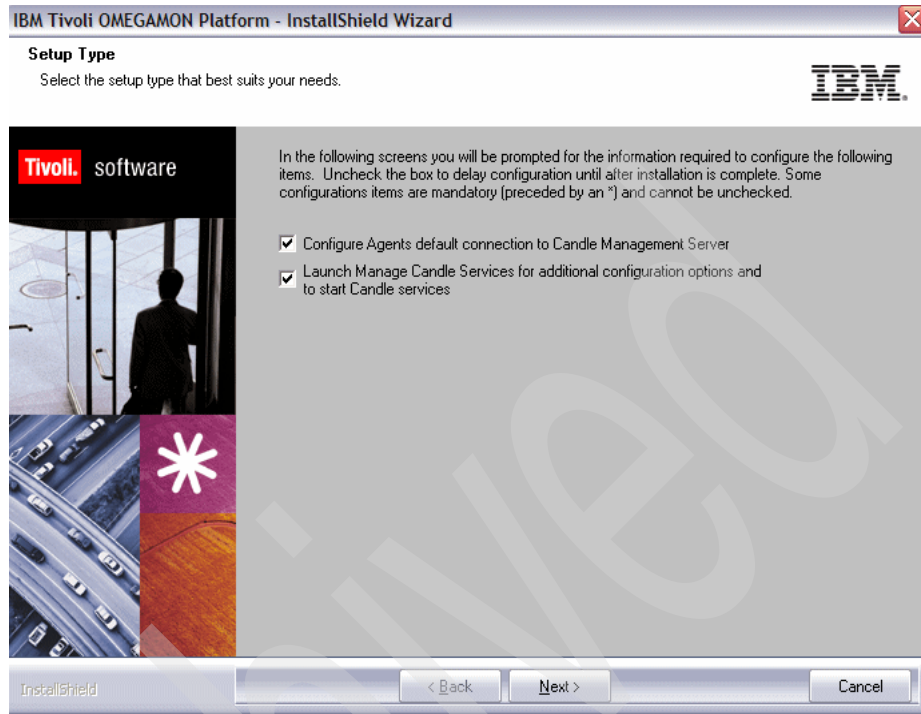 IBM Tivoli OMEGAMON Platform - InstallShield Wizard
Setup Type
Select the setup type that best suits your needs.
IBM.
Tivoli. software
In the following screens you will be prompted for the information required to configure the following
items. Uncheck the box to delay configuration until after installation is complete. Some
configurations items are mandatory (preceded by an *) and cannot be unchecked.
Configure Agents default connection to Candle Management Server
Launch Manage Candle Services for additional configuration options and
to start Candle services
hived
InstallShield
< Back
Next >
Cancel